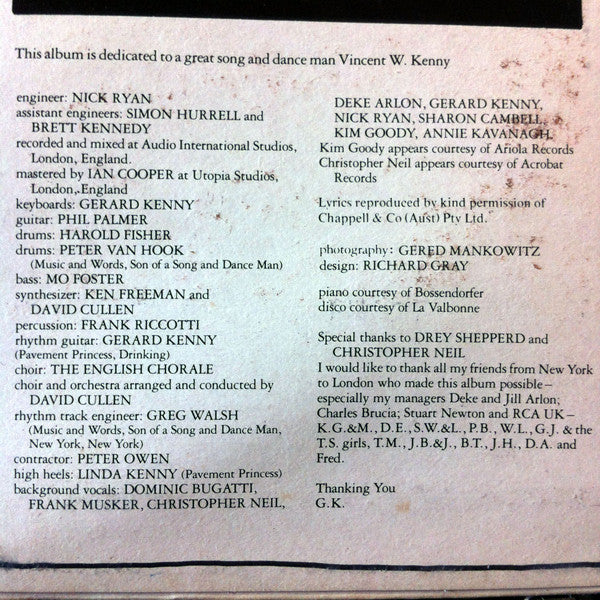 This album is dedicated to a great song and dance man Vincent W. Kenny
engineer: NICK RYAN
assistant engineers: SIMON HURRELL and
BRETT KENNEDY
recorded and mixed at Audio International Studios,
London, England.
mastered by IAN COOPER at Utopia Studios,
London, England
keyboards: GERARD KENNY
guitar: PHIL PALMER
drums: HAROLD FISHER
drums: PETER VAN HOOK
(Music and Words, Son of a Song and Dance Man)
bass: MO FOSTER
synthesizer: KEN FREEMAN and
DAVID CULLEN
percussion: FRANK RICCOTTI
rhythm guitar: GERARD KENNY
(Pavement Princess, Drinking)
choir: THE ENGLISH CHORALE
choir and orchestra arranged and conducted by
DAVID CULLEN
rhythm track engineer: GREG WALSH
(Music and Words, Son of a Song and Dance Man,
New York, New York)
contractor: PETER OWEN
high heels: LINDA KENNY (Pavement Princess)
background vocals: DOMINIC BUGATTI,
FRANK MUSKER, CHRISTOPHER NEIL,
DEKE ARLON, GERARD KENNY,
NICK RYAN, SHARON CAMBELL,
KIM GOODY, ANNIE KAVANAGH.
Kim Goody appears courtesy of Ariola Records
Christopher Neil appears courtesy of Acrobat
Records
Lyrics reproduced by kind permission of
Chappell & Co (Aust) Pty Ltd.
photography: GERED MANKOWITZ
design: RICHARD GRAY
piano courtesy of Bossendorfer
disco courtesy of La Valbonne
Special thanks to DREY SHEPPERD and
CHRISTOPHER NEIL
I would like to thank all my friends from New York
to London who made this album possible –
especially my managers Deke and Jill Arlon;
Charles Brucia; Stuart Newton and RCA UK –
K.G.&M., D.E., S.W.&L., P.B., W.L., G.J. & the
T.S. girls, T.M., J.B.&J., B.T., J.H., D.A. and
Fred.
Thanking You
G.K.